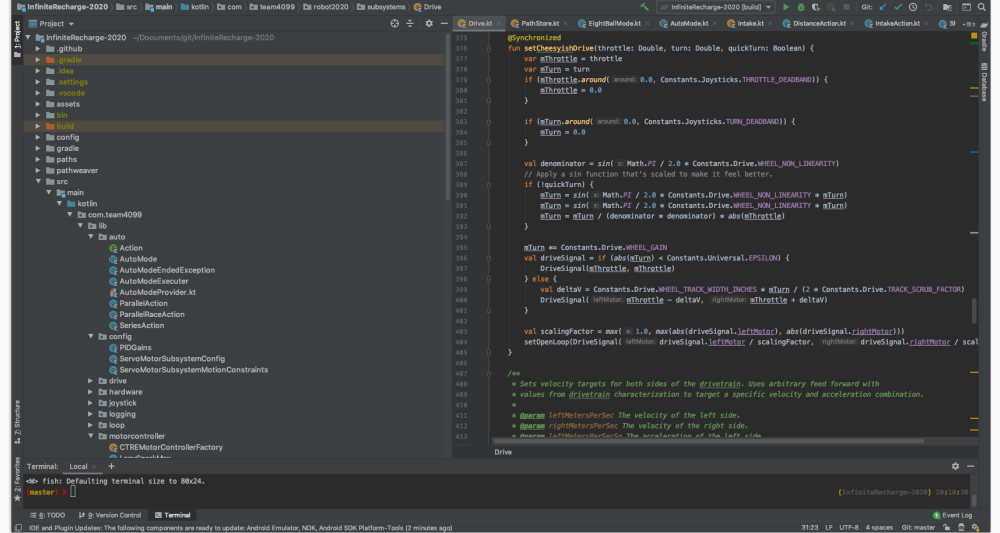 InfiniteRecharge-2020 src main kotlin com team4099 robot2020 subsystems Drive InfiniteRecharge-2020 [build] Git:
Project
Drive.kt PathStore.kt EightBallMode.kt AutoMode.kt Intake.kt DistanceAction.kt IntakeAction.kt
1: Project
InfiniteRecharge-2020 ~/Documents/git/InfiniteRecharge-2020
.github
.gradle
.idea
.settings
.vscode
assets
bin
build
config
gradle
paths
pathweaver
src
main
kotlin
com.team4099
lib
auto
Action
AutoMode
AutoModeEndedException
AutoModeExecuter
AutoModeProvider.kt
ParallelAction
ParallelRaceAction
SeriesAction
config
PIDGains
ServoMotorSubsystemConfig
ServoMotorSubsystemMotionConstraints
drive
hardware
joystick
logging
loop
motorcontroller
CTREMotorControllerFactory
LazySparkMax
375 @Synchronized
376 fun setCheesyishDrive(throttle: Double, turn: Double, quickTurn: Boolean) {
377 var mThrottle = throttle
378 var mTurn = turn
379 if (mThrottle.around( around: 0.0, Constants.Joysticks.THROTTLE_DEADBAND)) {
380 mThrottle = 0.0
381 }
382
383 if (mTurn.around( around: 0.0, Constants.Joysticks.TURN_DEADBAND)) {
384 mTurn = 0.0
385 }
386
387 val denominator = sin( x: Math.PI / 2.0 * Constants.Drive.WHEEL_NON_LINEARITY)
388 // Apply a sin function that's scaled to make it feel better.
389 if (!quickTurn) {
390 mTurn = sin( x: Math.PI / 2.0 * Constants.Drive.WHEEL_NON_LINEARITY * mTurn)
391 mTurn = sin( x: Math.PI / 2.0 * Constants.Drive.WHEEL_NON_LINEARITY * mTurn)
392 mTurn = mTurn / (denominator * denominator) * abs(mThrottle)
393 }
394
395 mTurn *= Constants.Drive.WHEEL_GAIN
396 val driveSignal = if (abs(mTurn) < Constants.Universal.EPSILON) {
397 DriveSignal(mThrottle, mThrottle)
398 } else {
399 val deltaV = Constants.Drive.WHEEL_TRACK_WIDTH_INCHES * mTurn / (2 * Constants.Drive.TRACK_SCRUB_FACTOR)
400 DriveSignal( leftMotor: mThrottle - deltaV, rightMotor: mThrottle + deltaV)
401 }
402
403 val scalingFactor = max( x: 1.0, max(abs(driveSignal.leftMotor), abs(driveSignal.rightMotor)))
404 setOpenLoop(DriveSignal( leftMotor: driveSignal.leftMotor / scalingFactor, rightMotor: driveSignal.rightMotor / scal
405 }
406
407 /**
408 * Sets velocity targets for both sides of the drivetrain. Uses arbitrary feed forward with
409 * values from drivetrain characterization to target a specific velocity and acceleration combination.
410 *
411 * @param leftMetersPerSec The velocity of the left side.
412 * @param rightMetersPerSec The velocity of the right side.
413 * @param leftMetersPerSecSq The acceleration of the left side
Drive
Gradle
Database
Z: Structure
2: Favorites
Terminal: Local +
<W> fish: Defaulting terminal size to 80x24.
(master) X (InfiniteRecharge-2020) 20:10:30
6: TODO 9: Version Control Terminal 1 Event Log
IDE and Plugin Updates: The following components are ready to update: Android Emulator, NDK, Android SDK Platform-Tools (2 minutes ago) 31:23 LF UTF-8 4 spaces Git: master